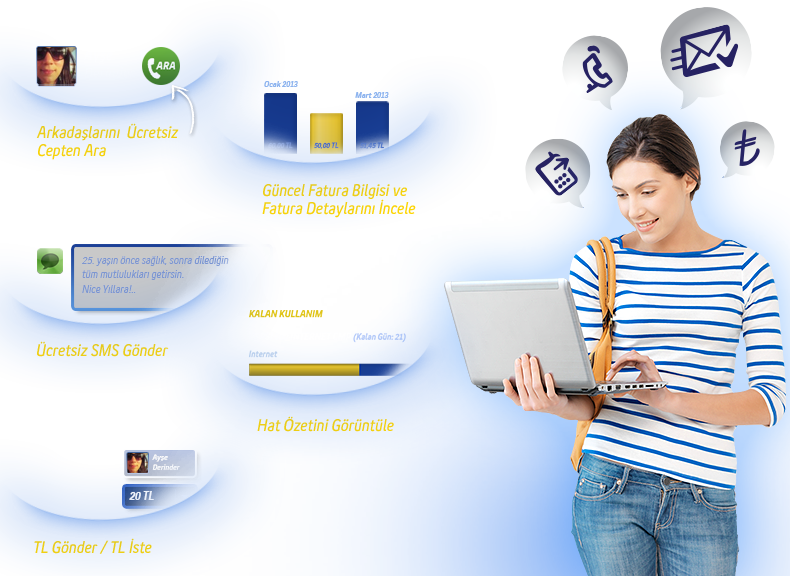 ARA
Arkadaşlarını Ücretsiz
Cepten Ara
Ocak 2013
Mart 2013
50,00 TL
Güncel Fatura Bilgisi ve
Fatura Detaylarını İncele
25. yaşın önce sağlık, sonra dilediğin
tüm mutlulukları getirsin.
Nice Yıllara!..
Ücretsiz SMS Gönder
KALAN KULLANIM
(Kalan Gün: 21)
Internet
Hat Özetini Görüntüle
Ayşe
Derinder
20 TL
TL Gönder / TL İste